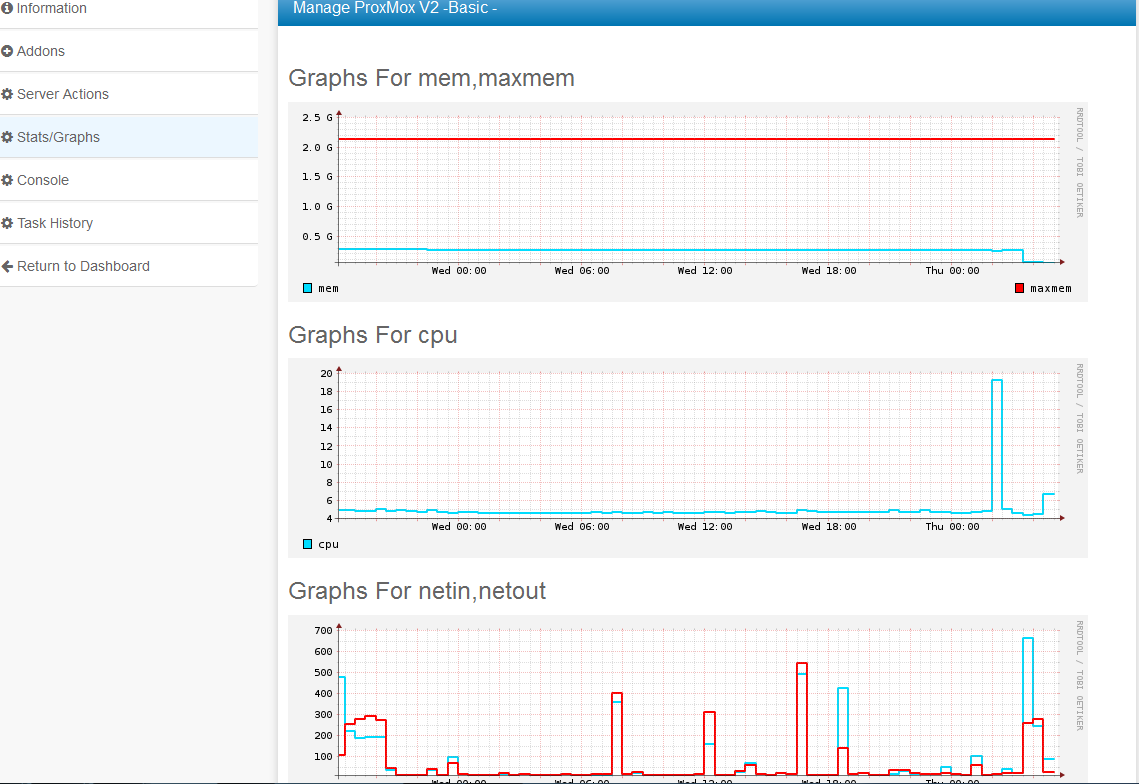 Information
Addons
Server Actions
Stats/Graphs
Console
Task History
Return to Dashboard
Manage ProxMox V2 -Basic -
Graphs For mem,maxmem
2.5 G
2.0 G
1.5 G
1.0 G
0.5 G
Wed 00:00 Wed 06:00 Wed 12:00 Wed 18:00 Thu 00:00
mem maxmem
RRDTOOL / TOBI OETIKER
Graphs For cpu
20
18
16
14
12
10
8
6
4
Wed 00:00 Wed 06:00 Wed 12:00 Wed 18:00 Thu 00:00
cpu
RRDTOOL / TOBI OETIKER
Graphs For netin,netout
700
600
500
400
300
200
100
Wed 00:00 Wed 06:00 Wed 12:00 Wed 18:00 Thu 00:00
RRDTOOL / TOBI OETIKER